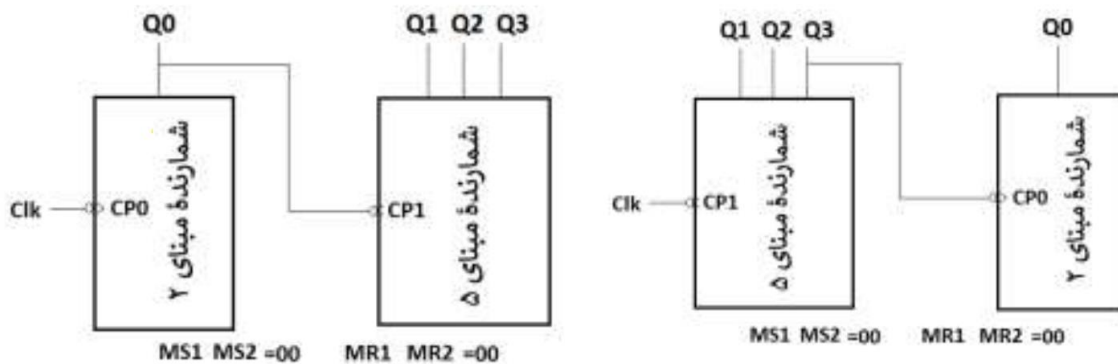 Q0
Q1 Q2 Q3
Clk
CP0
شمارندهٔ مبنای ۲
CP1
شمارندهٔ مبنای ۵
MS1 MS2 =00 MR1 MR2 =00
Q1 Q2 Q3
Q0
Clk
CP1
شمارندهٔ مبنای ۵
CP0
شمارندهٔ مبنای ۲
MS1 MS2 =00 MR1 MR2 =00